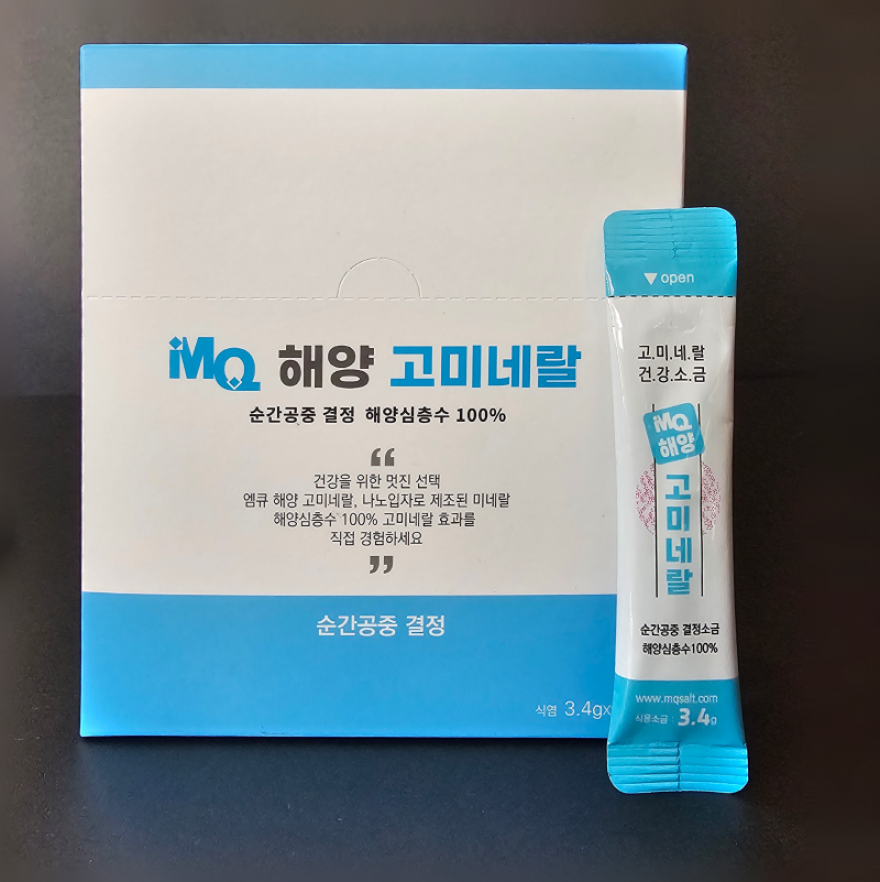 MQ 해양 고미네랄
순간공중 결정 해양심층수 100%
“
건강을 위한 멋진 선택
엠큐 해양 고미네랄, 나노입자로 제조된 미네랄
해양심층수 100% 고미네랄 효과를
직접 경험하세요
”
순간공중 결정
식염 3.4gx
▼ open
고.미.네.랄
건.강.소.금
MQ
해양
고미네랄
순간공중 결정소금
해양심층수100%
www.mqsalt.com
식용소금 3.4g